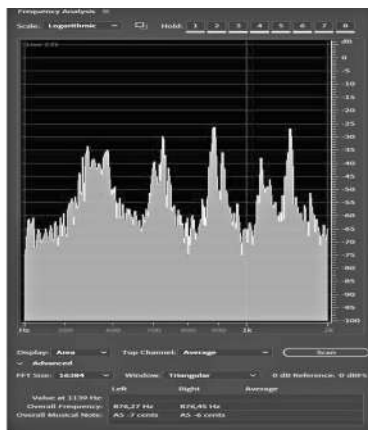 Frequency Analysis
Scale: Logarithmic Hold: 1 2 3 4 5 6 7 8
Live CTI
dB
0
-5
-10
-15
-20
-25
-30
-35
-40
-45
-50
-55
-60
-65
-70
-75
-80
-85
-90
-95
-100
Hz 1k 2k
Display: Area Top Channel: Average Scan
Advanced
FFT Size: 16384 Window: Triangular 0 dB Reference: 0 dBFS
Left Right Average
Value at 1139 Hz:
Overall Frequency: 876,27 Hz 876,45 Hz
Overall Musical Note: A5 -7 cents A5 -6 cents